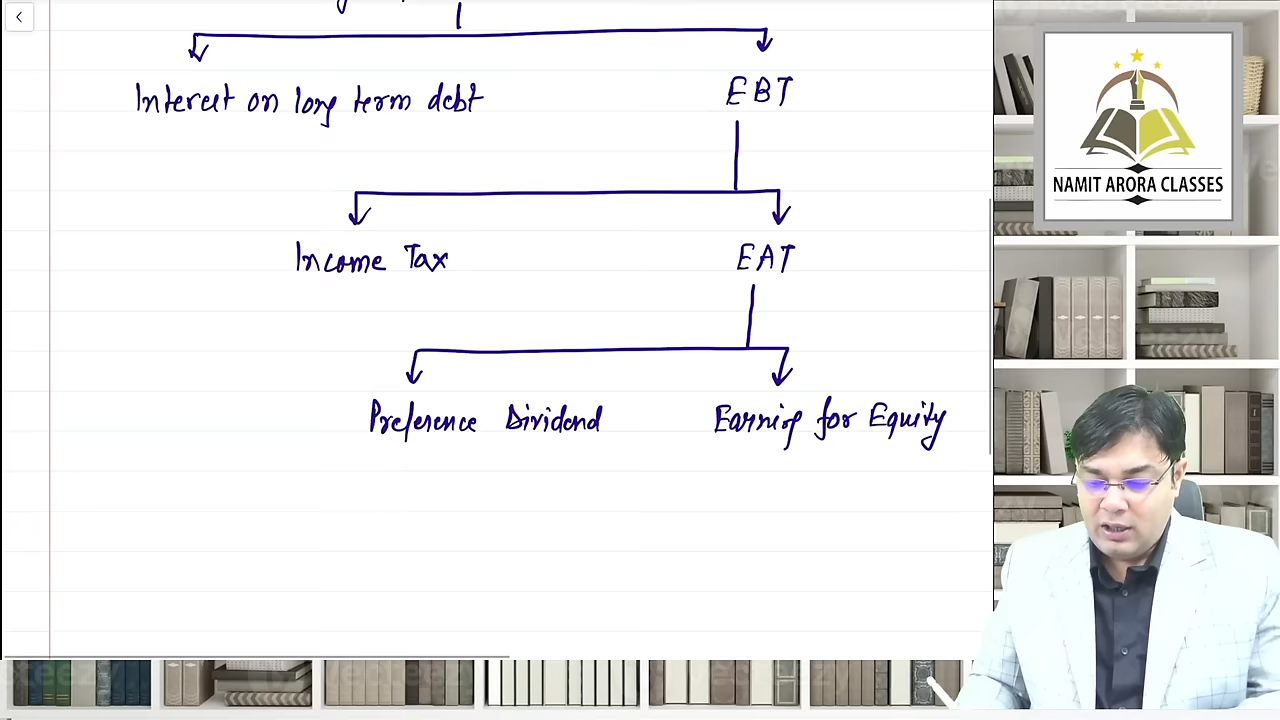 Interest on long term debt
EBT
Income Tax
EAT
Preference Dividend
Earning for Equity
NAMIT ARORA CLASSES